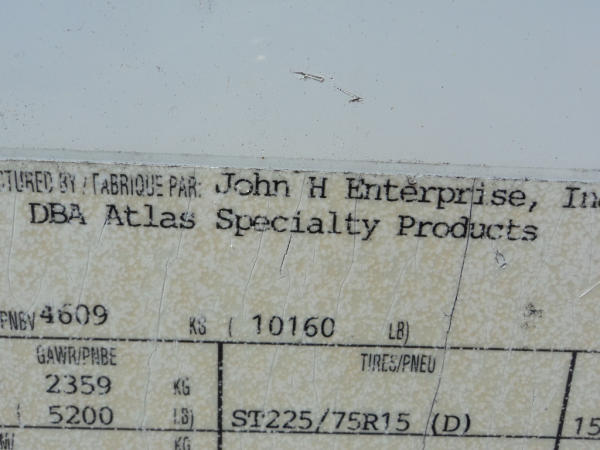 CTURED BY / FABRIQUE PAR: John H Enterprise, Inc
DBA Atlas Specialty Products
PNBV 4609 KG ( 10160 LB)
GAWR/PNBE TIRES/PNEU
2359 KG
( 5200 LB) ST225/75R15 (D) 15
KG